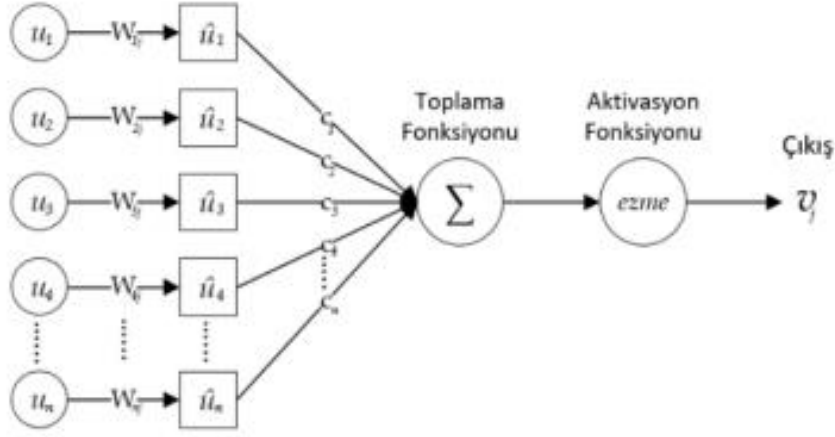 u₁ W₁ⱼ û₁
u₂ W₂ⱼ û₂
u₃ W₃ⱼ û₃
u₄ W₄ⱼ û₄
uₙ Wₙⱼ ûₙ
c₁
c₂
c₃
c₄
cₙ
Toplama
Fonksiyonu
∑
Aktivasyon
Fonksiyonu
ezme
Çıkış
vⱼ